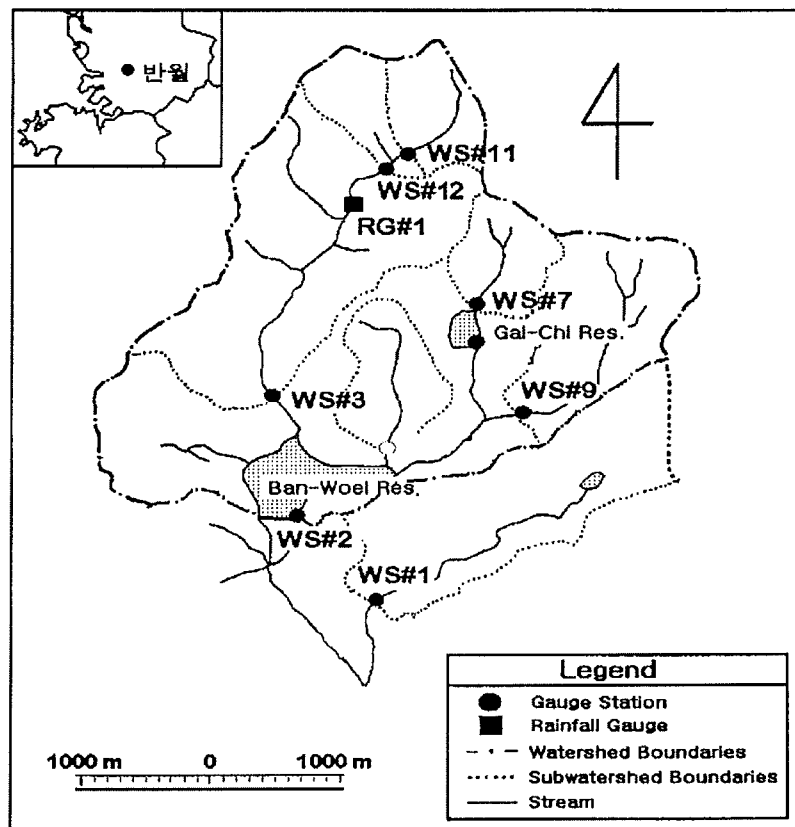 반월
WS#11
WS#12
RG#1
WS#7
Gal-Chi Res.
WS#3
WS#9
Ban-Woel Res.
WS#2
WS#1
Legend
Gauge Station
Rainfall Gauge
Watershed Boundaries
Subwatershed Boundaries
Stream
1000 m 0 1000 m